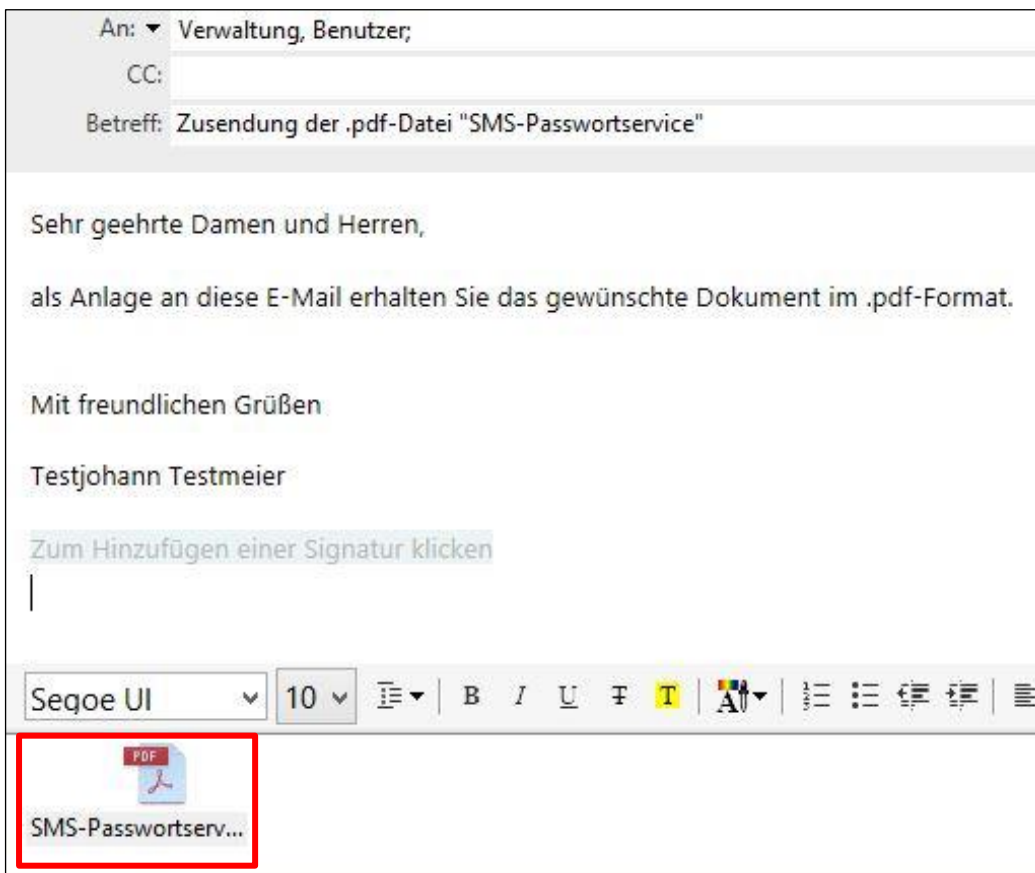 An: Verwaltung, Benutzer;
CC:
Betreff: Zusendung der .pdf-Datei "SMS-Passwortservice"
Sehr geehrte Damen und Herren,
als Anlage an diese E-Mail erhalten Sie das gewünschte Dokument im .pdf-Format.
Mit freundlichen Grüßen
Testjohann Testmeier
Zum Hinzufügen einer Signatur klicken
Segoe UI 10 B I U T T A
PDF
SMS-Passwortserv...